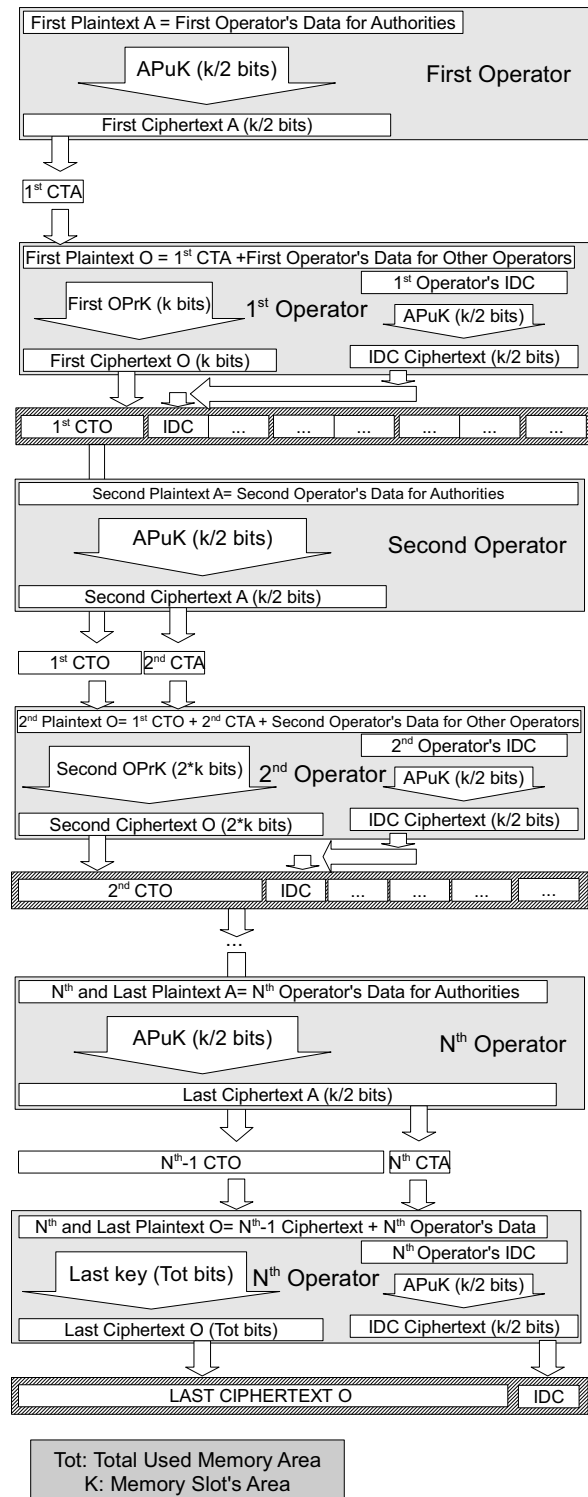 First Plaintext A = First Operator's Data for Authorities
APuK (k/2 bits)
First Operator
First Ciphertext A (k/2 bits)
1st CTA
First Plaintext O = 1st CTA +First Operator's Data for Other Operators
1st Operator's IDC
First OPrK (k bits)
1st Operator
APuK (k/2 bits)
First Ciphertext O (k bits)
IDC Ciphertext (k/2 bits)
1st CTO IDC ... ... ... ... ... ...
Second Plaintext A= Second Operator's Data for Authorities
APuK (k/2 bits)
Second Operator
Second Ciphertext A (k/2 bits)
1st CTO 2nd CTA
2nd Plaintext O= 1st CTO + 2nd CTA + Second Operator's Data for Other Operators
2nd Operator's IDC
Second OPrK (2*k bits)
2nd Operator
APuK (k/2 bits)
Second Ciphertext O (2*k bits)
IDC Ciphertext (k/2 bits)
2nd CTO IDC ... ... ... ...
...
Nth and Last Plaintext A= Nth Operator's Data for Authorities
APuK (k/2 bits)
Nth Operator
Last Ciphertext A (k/2 bits)
Nth-1 CTO Nth CTA
Nth and Last Plaintext O= Nth-1 Ciphertext + Nth Operator's Data
Nth Operator's IDC
Last key (Tot bits)
Nth Operator
APuK (k/2 bits)
Last Ciphertext O (Tot bits)
IDC Ciphertext (k/2 bits)
LAST CIPHERTEXT O IDC
Tot: Total Used Memory Area
K: Memory Slot's Area